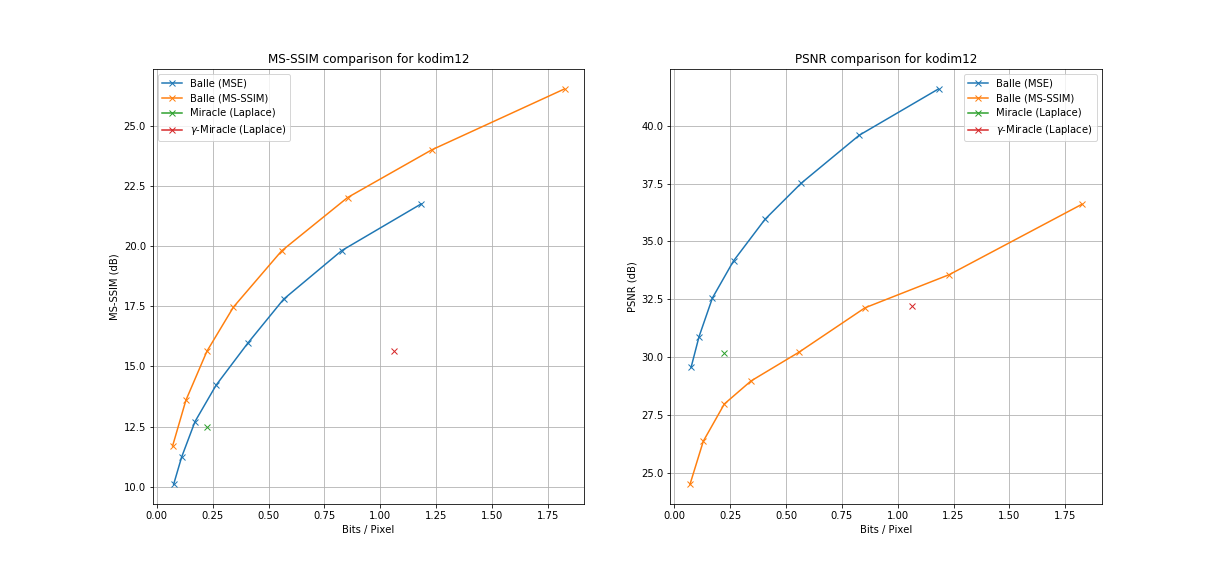 MS-SSIM comparison for kodim12
Balle (MSE)
Balle (MS-SSIM)
Miracle (Laplace)
γ-Miracle (Laplace)
25.0
22.5
20.0
17.5
15.0
12.5
10.0
MS-SSIM (dB)
0.00 0.25 0.50 0.75 1.00 1.25 1.50 1.75
Bits / Pixel
PSNR comparison for kodim12
Balle (MSE)
Balle (MS-SSIM)
Miracle (Laplace)
γ-Miracle (Laplace)
40.0
37.5
35.0
32.5
30.0
27.5
25.0
PSNR (dB)
0.00 0.25 0.50 0.75 1.00 1.25 1.50 1.75
Bits / Pixel